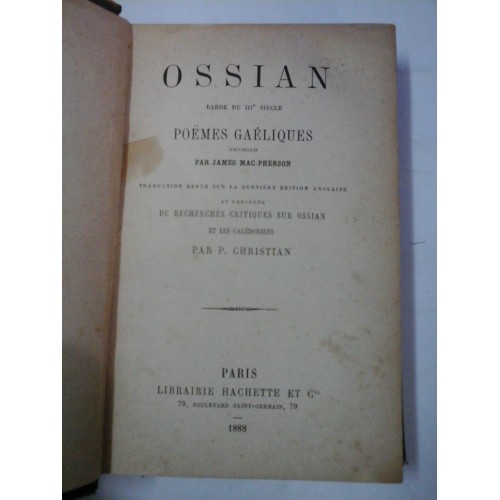 OSSIAN
BARDE DU IIIe SIÈCLE
POËMES GAÉLIQUES
RECUEILLIS
PAR JAMES MAC-PHERSON
TRADUCTION REVUE SUR LA DERNIÈRE ÉDITION ANGLAISE
ET PRÉCÉDÉE
DE RECHERCHES CRITIQUES SUR OSSIAN
ET LES CALÉDONIENS
PAR P. CHRISTIAN
PARIS
LIBRAIRIE HACHETTE ET Cie
79, BOULEVARD SAINT-GERMAIN, 79
1888